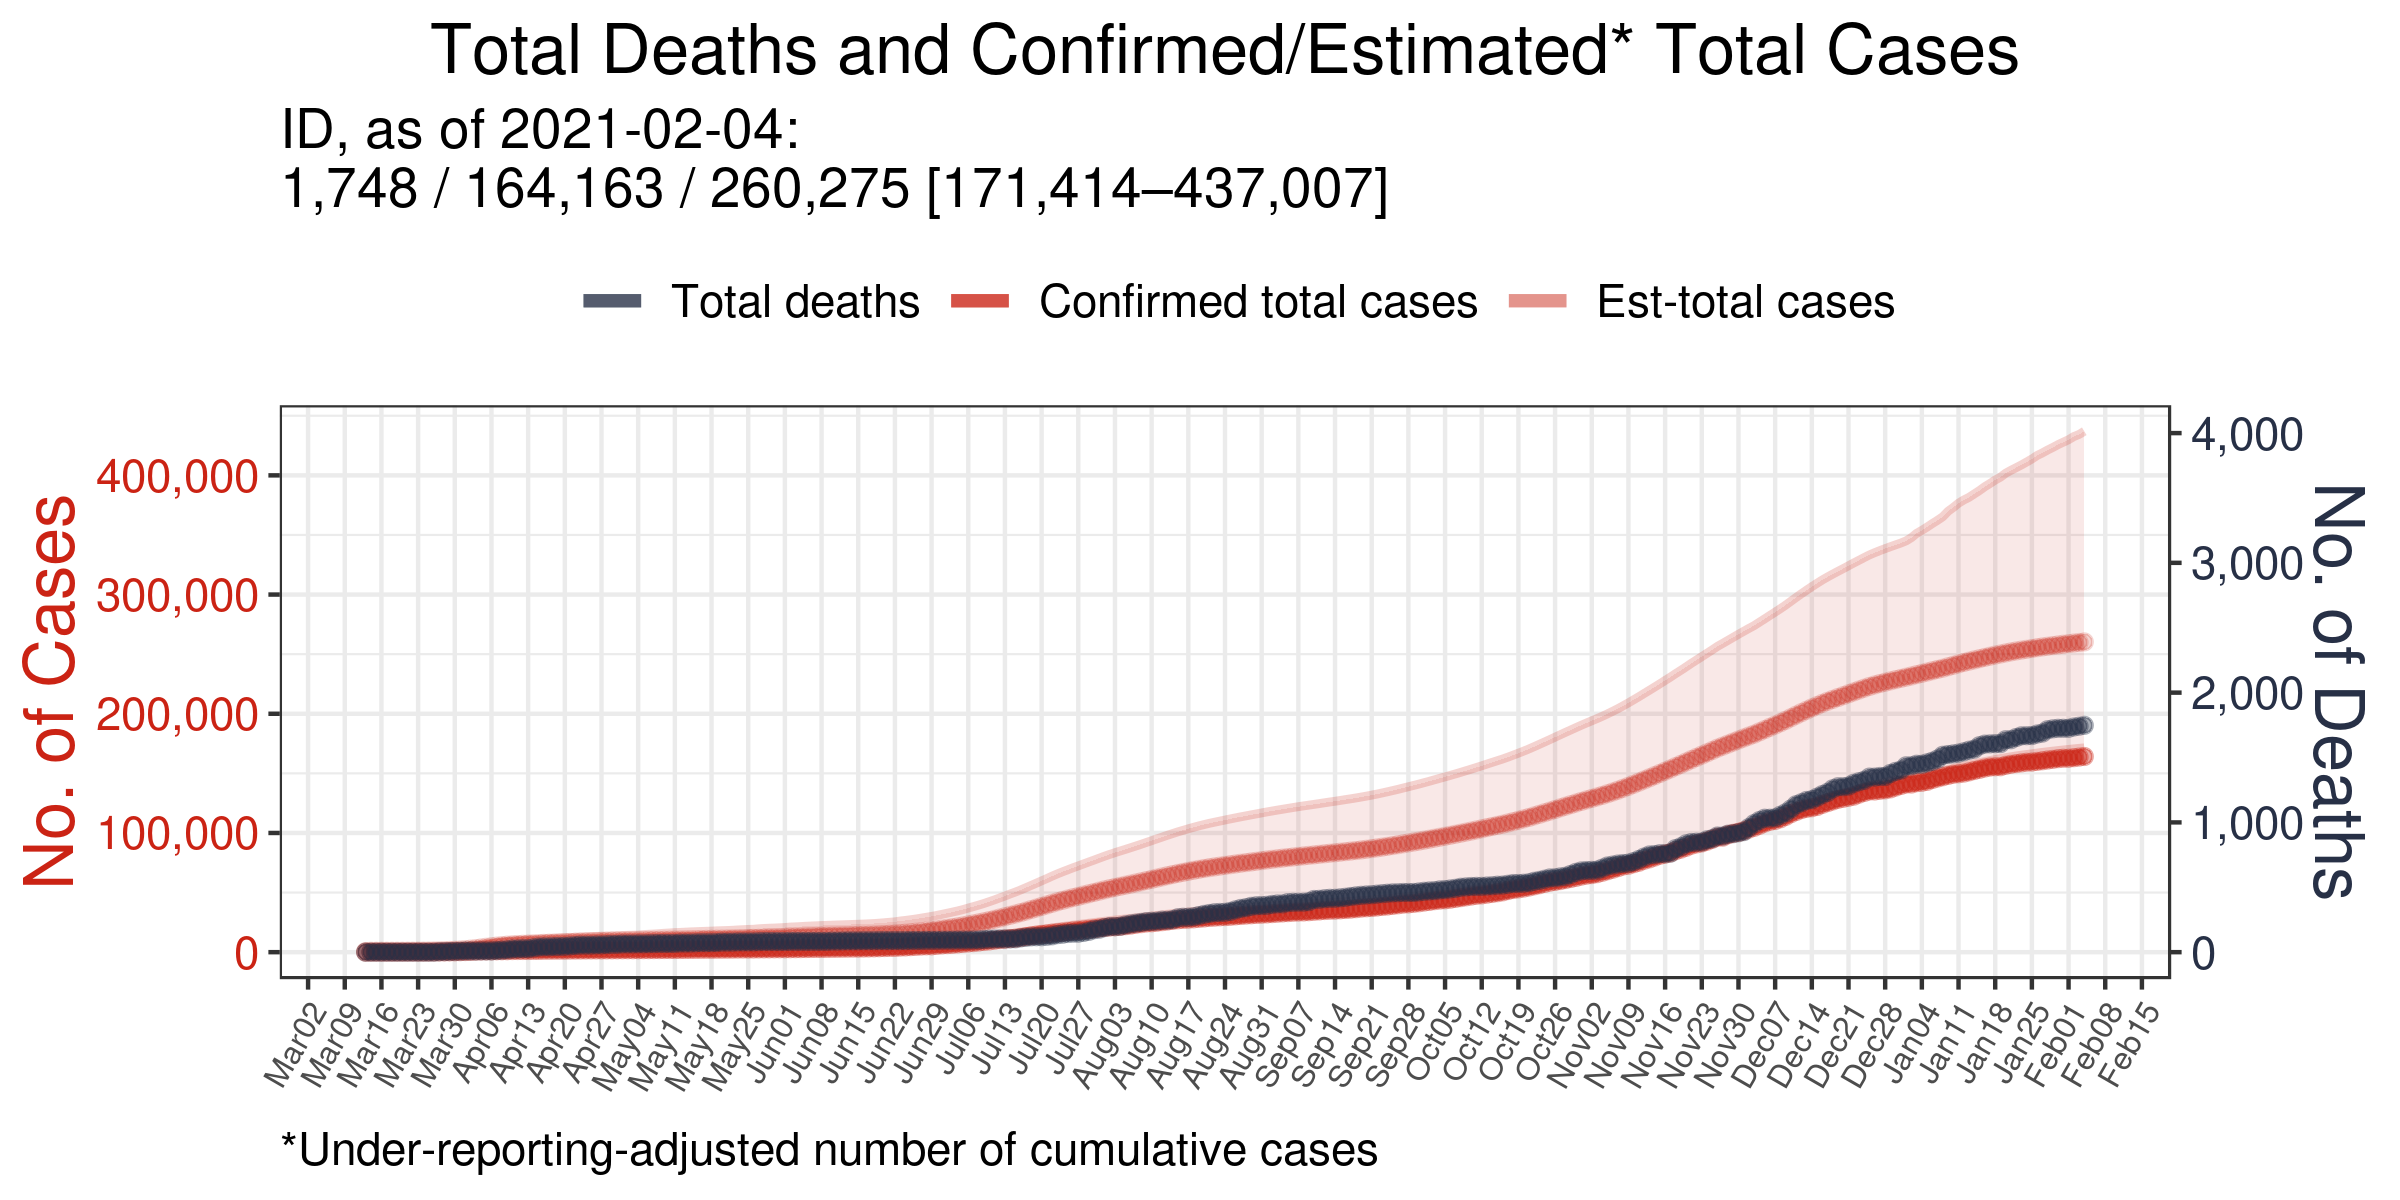 Total Deaths and Confirmed/Estimated* Total Cases
ID, as of 2021-02-04:
1,748 / 164,163 / 260,275 [171,414–437,007]
Total deaths Confirmed total cases Est-total cases
No. of Cases
400,000
300,000
200,000
100,000
0
4,000
3,000
2,000
1,000
0
No. of Deaths
Mar02 Mar09 Mar16 Mar23 Mar30 Apr06 Apr13 Apr20 Apr27 May04 May11 May18 May25 Jun01 Jun08 Jun15 Jun22 Jun29 Jul06 Jul13 Jul20 Jul27 Aug03 Aug10 Aug17 Aug24 Aug31 Sep07 Sep14 Sep21 Sep28 Oct05 Oct12 Oct19 Oct26 Nov02 Nov09 Nov16 Nov23 Nov30 Dec07 Dec14 Dec21 Dec28 Jan04 Jan11 Jan18 Jan25 Feb01 Feb08 Feb15
*Under-reporting-adjusted number of cumulative cases